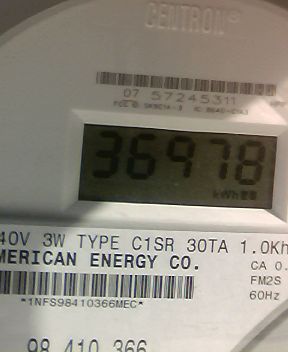 CENTRON®
07 57245311
36978
kWh
40V 3W TYPE C1SR 30TA 1.0Kh
MERICAN ENERGY CO.
CA 0.
FM2S
60Hz
*1NFS98410366MEC*
98 410 366